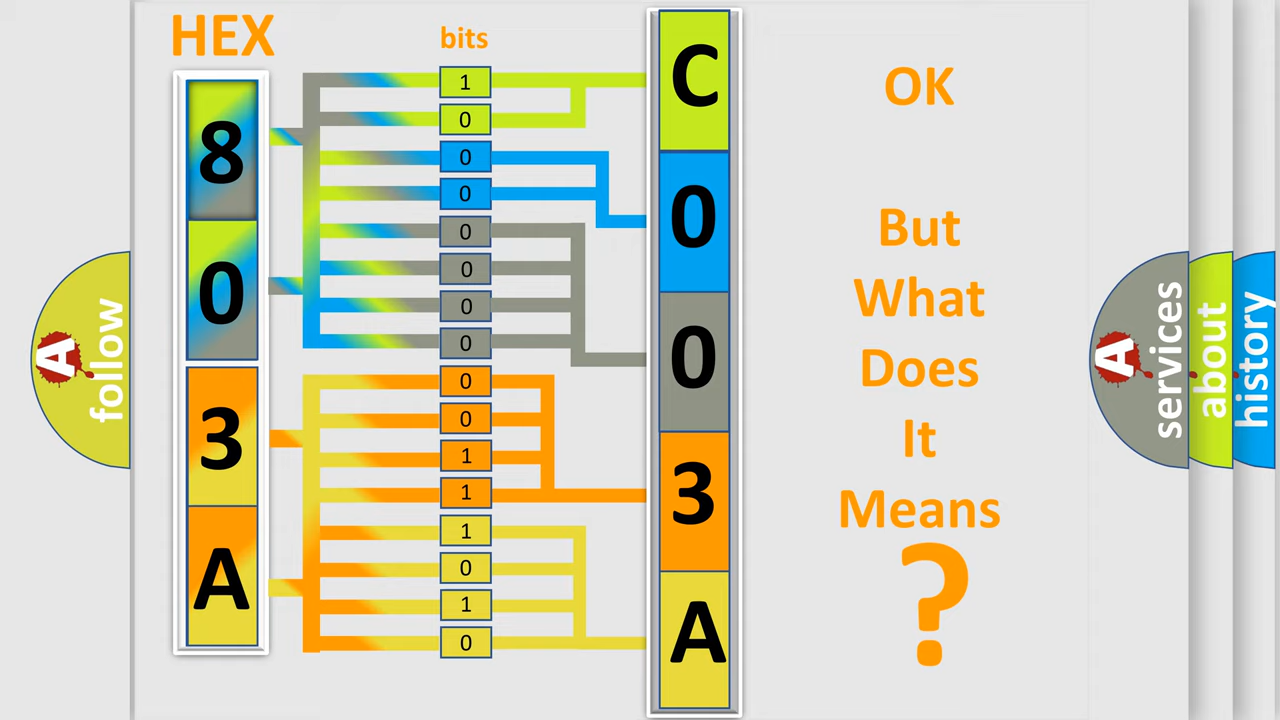 HEX
bits
8
0
3
A
1
0
0
0
0
0
0
0
0
0
1
1
1
0
1
0
C
0
0
3
A
OK
But
What
Does
It
Means
?
A
follow
A
services
about
history